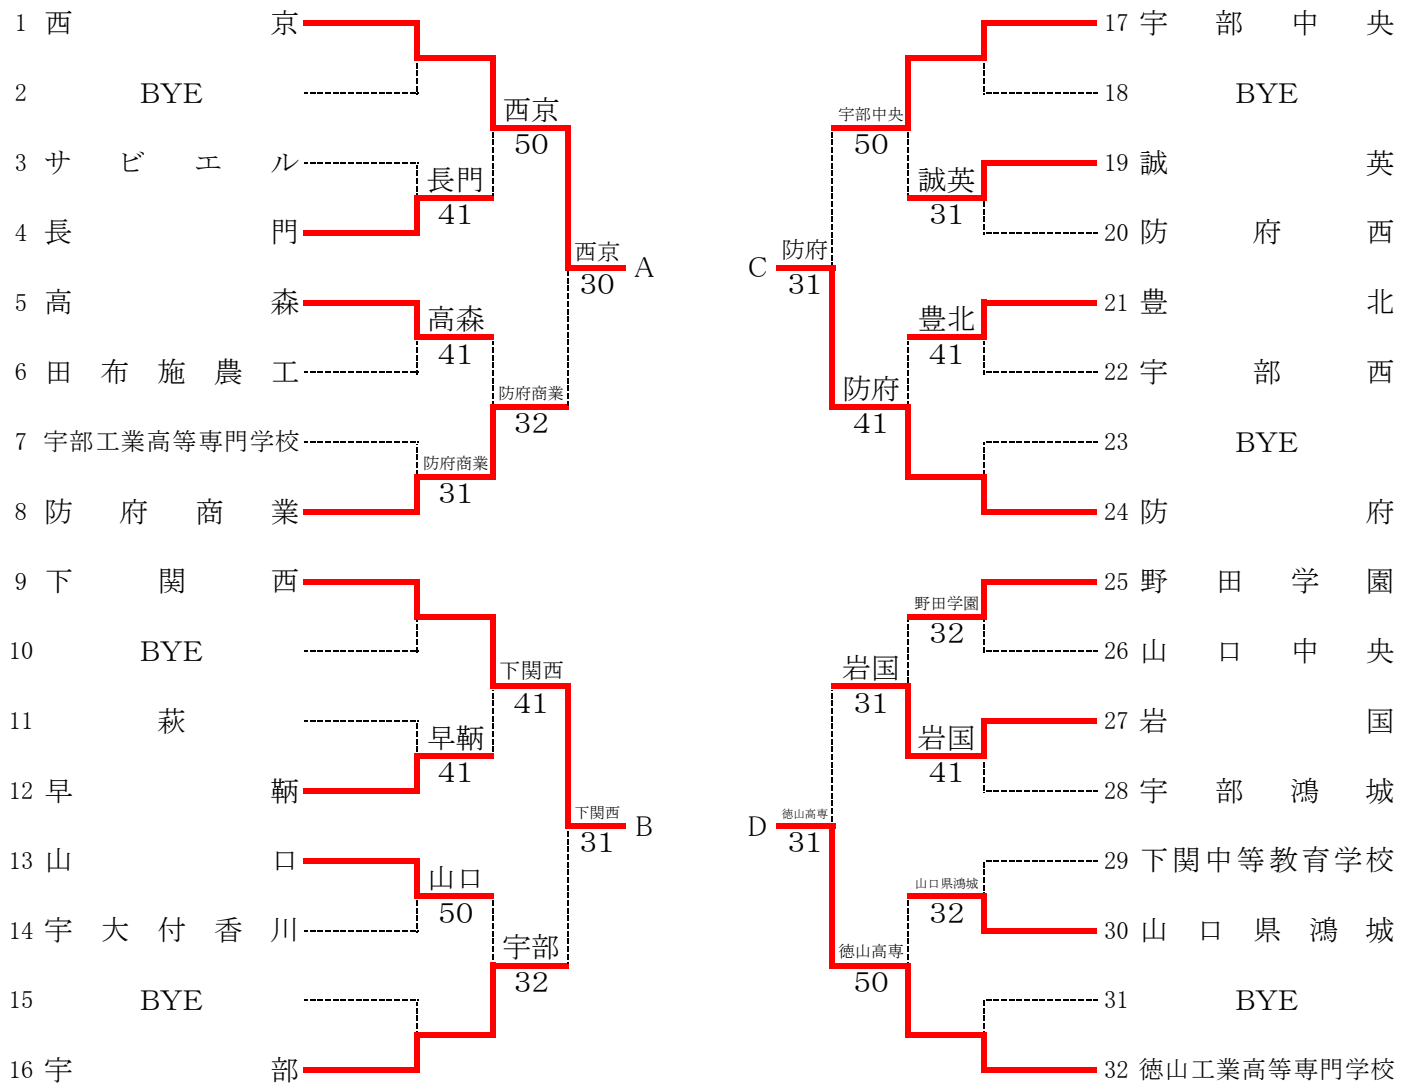 1 西京
2 BYE
3 サビエル
4 長門
5 高森
6 田布施農工
7 宇部工業高等専門学校
8 防府商業
9 下関西
10 BYE
11 萩
12 早鞆
13 山口
14 宇大付香川
15 BYE
16 宇部
長門
41
高森
41
防府商業
31
早鞆
41
山口
50
西京
50
防府商業
32
下関西
41
宇部
32
西京
30
A
下関西
31
B
C
防府
31
D
徳山高専
31
宇部中央
50
防府
41
岩国
31
徳山高専
50
誠英
31
豊北
41
野田学園
32
岩国
41
山口県鴻城
32
17 宇部中央
18 BYE
19 誠英
20 防府西
21 豊北
22 宇部西
23 BYE
24 防府
25 野田学園
26 山口中央
27 岩国
28 宇部鴻城
29 下関中等教育学校
30 山口県鴻城
31 BYE
32 徳山工業高等専門学校